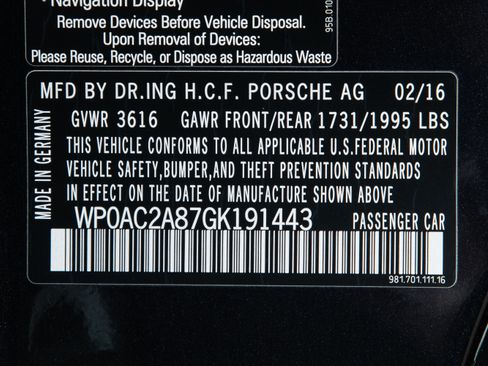 • Navigation Display
Remove Devices Before Vehicle Disposal.
Upon Removal of Devices:
Please Reuse, Recycle, or Dispose as Hazardous Waste
95B.010
MFD BY DR.ING H.C.F. PORSCHE AG 02/16
GVWR 3616 GAWR FRONT/REAR 1731/1995 LBS
THIS VEHICLE CONFORMS TO ALL APPLICABLE U.S.FEDERAL MOTOR
VEHICLE SAFETY,BUMPER,AND THEFT PREVENTION STANDARDS
IN EFFECT ON THE DATE OF MANUFACTURE SHOWN ABOVE
WP0AC2A87GK191443 PASSENGER CAR
MADE IN GERMANY
981.701.111.16